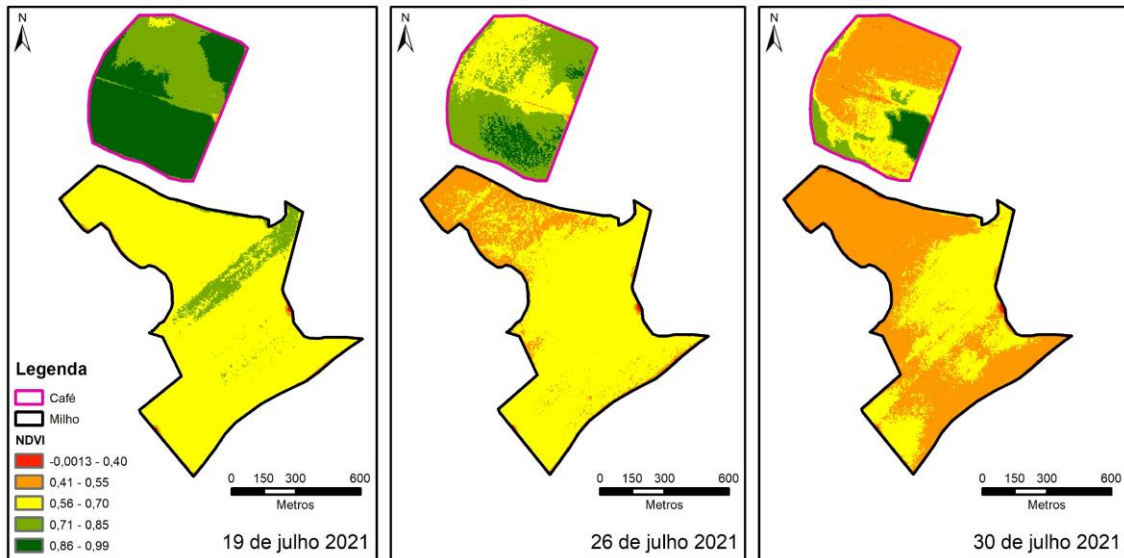 N
Legenda
Café
Milho
NDVI
-0,0013 - 0,40
0,41 - 0,55
0,56 - 0,70
0,71 - 0,85
0,86 - 0,99
0 150 300 600
Metros
19 de julho 2021
N
0 150 300 600
Metros
26 de julho 2021
N
0 150 300 600
Metros
30 de julho 2021